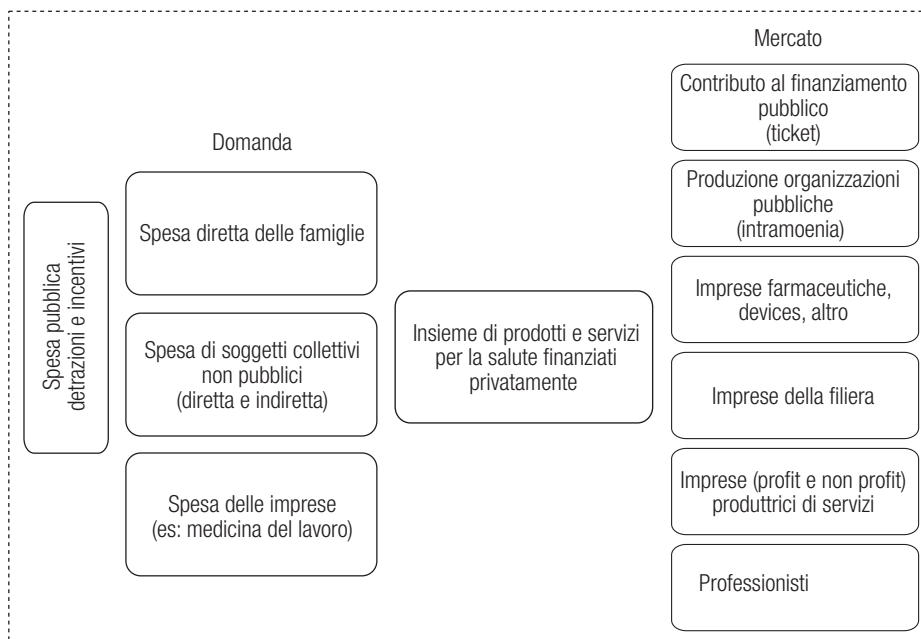 Spesa pubblica
detrazioni e incentivi
Domanda
Spesa diretta delle famiglie
Spesa di soggetti collettivi
non pubblici
(diretta e indiretta)
Spesa delle imprese
(es: medicina del lavoro)
Insieme di prodotti e servizi
per la salute finanziati
privatamente
Mercato
Contributo al finanziamento
pubblico
(ticket)
Produzione organizzazioni
pubbliche
(intramoenia)
Imprese farmaceutiche,
devices, altro
Imprese della filiera
Imprese (profit e non profit)
produttrici di servizi
Professionisti